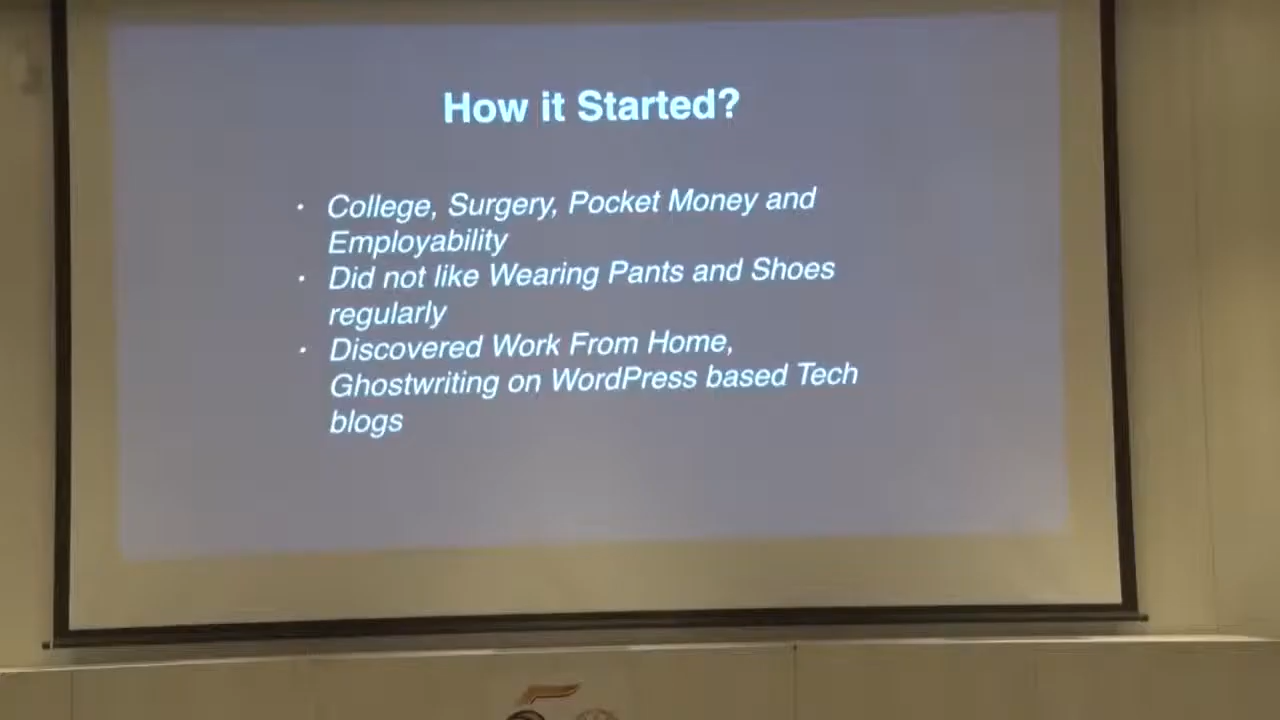 How it Started?
• College, Surgery, Pocket Money and
Employability
• Did not like Wearing Pants and Shoes
regularly
• Discovered Work From Home,
Ghostwriting on WordPress based Tech
blogs